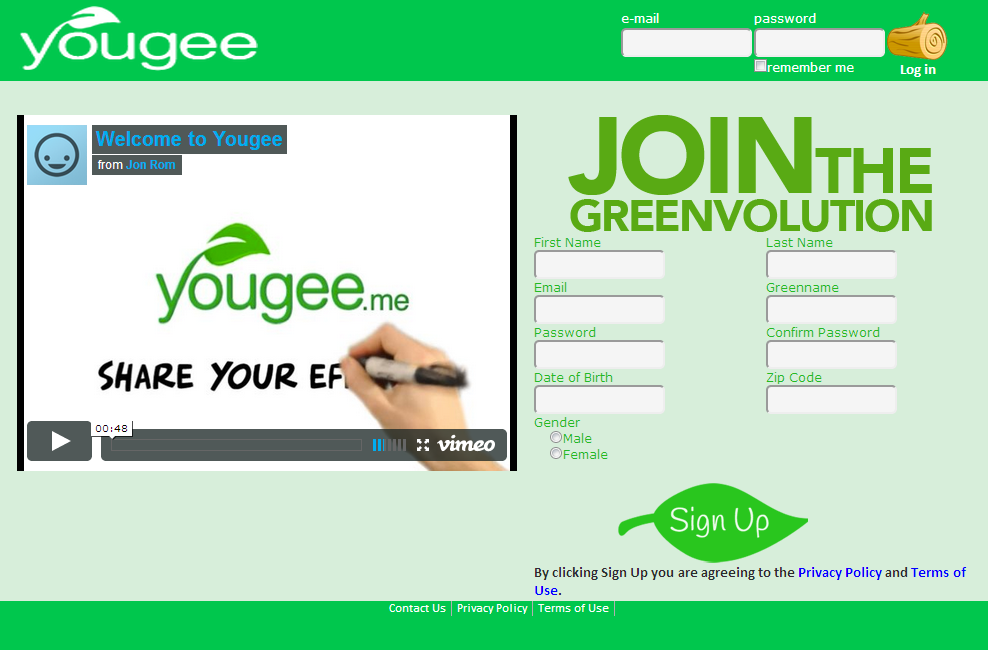 yougee
e-mail
password
remember me
Log in
Welcome to Yougee
from Jon Rom
yougee.me
SHARE YOUR EF
00:48
vimeo
JOIN THE
GREENVOLUTION
First Name
Last Name
Email
Greenname
Password
Confirm Password
Date of Birth
Zip Code
Gender
Male
Female
Sign Up
By clicking Sign Up you are agreeing to the Privacy Policy and Terms of
Use.
Contact Us | Privacy Policy | Terms of Use |